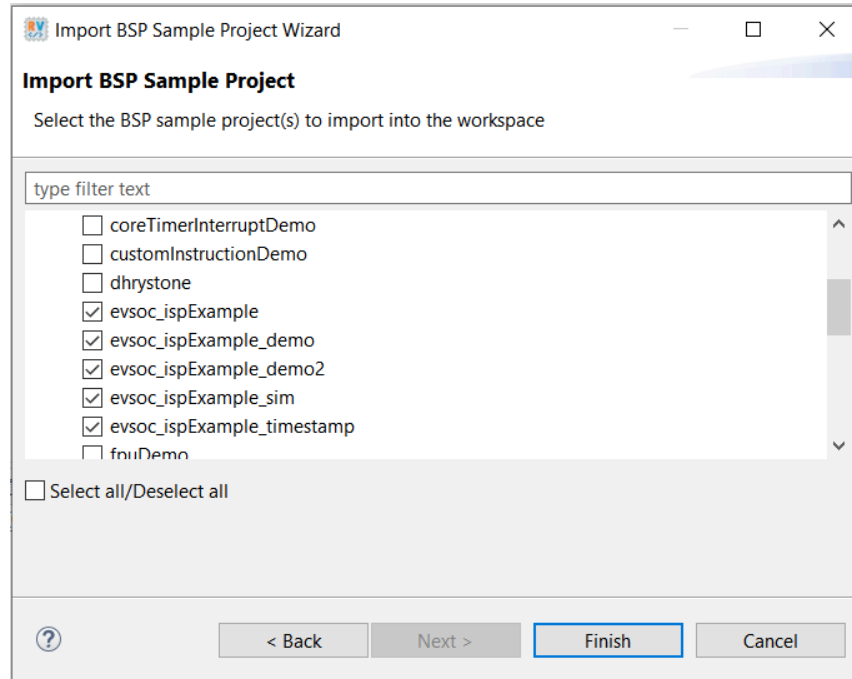 RV
Import BSP Sample Project Wizard
Import BSP Sample Project
Select the BSP sample project(s) to import into the workspace
type filter text
coreTimerInterruptDemo
customInstructionDemo
dhrystone
evsoc_ispExample
evsoc_ispExample_demo
evsoc_ispExample_demo2
evsoc_ispExample_sim
evsoc_ispExample_timestamp
fpuDemo
Select all/Deselect all
? < Back Next > Finish Cancel